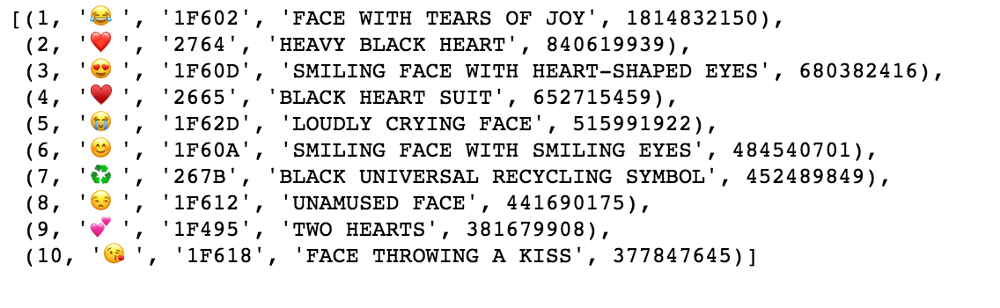 [(1, '😂 ', '1F602', 'FACE WITH TEARS OF JOY', 1814832150),
(2, '❤️ ', '2764', 'HEAVY BLACK HEART', 840619939),
(3, '😍 ', '1F60D', 'SMILING FACE WITH HEART-SHAPED EYES', 680382416),
(4, '♥️ ', '2665', 'BLACK HEART SUIT', 652715459),
(5, '😭 ', '1F62D', 'LOUDLY CRYING FACE', 515991922),
(6, '😊 ', '1F60A', 'SMILING FACE WITH SMILING EYES', 484540701),
(7, '♻️ ', '267B', 'BLACK UNIVERSAL RECYCLING SYMBOL', 452489849),
(8, '😒 ', '1F612', 'UNAMUSED FACE', 441690175),
(9, '💕 ', '1F495', 'TWO HEARTS', 381679908),
(10, '😘 ', '1F618', 'FACE THROWING A KISS', 377847645)]